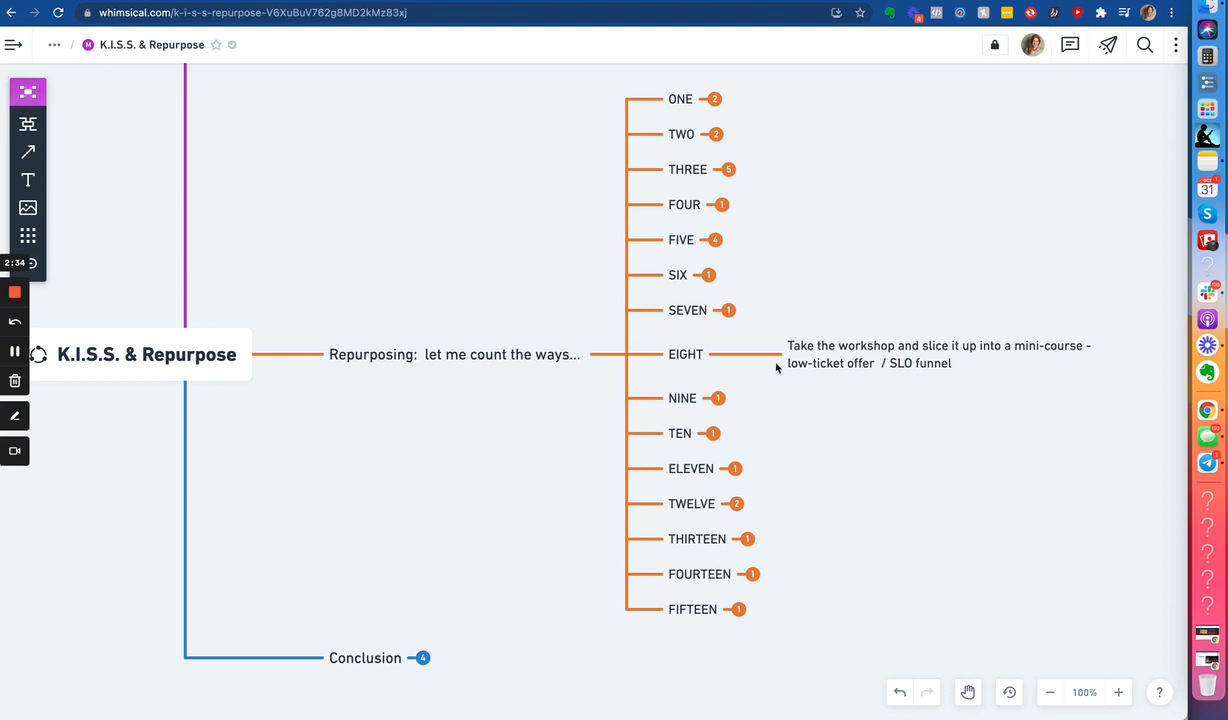 whimsical.com/k-i-s-s-repurpose-V6XuBuV762g8MD2kMz83xj
4
... / M K.I.S.S. & Repurpose
ONE 2
TWO 2
THREE 5
FOUR 1
FIVE 4
SIX 1
SEVEN 1
K.I.S.S. & Repurpose
Repurposing: let me count the ways...
EIGHT
Take the workshop and slice it up into a mini-course -
low-ticket offer / SLO funnel
NINE 1
TEN 1
ELEVEN 1
TWELVE 2
THIRTEEN 1
FOURTEEN 1
FIFTEEN 1
Conclusion 4
T
2:34
100%
?
OCT
31
S
?
?
?
?
?
?